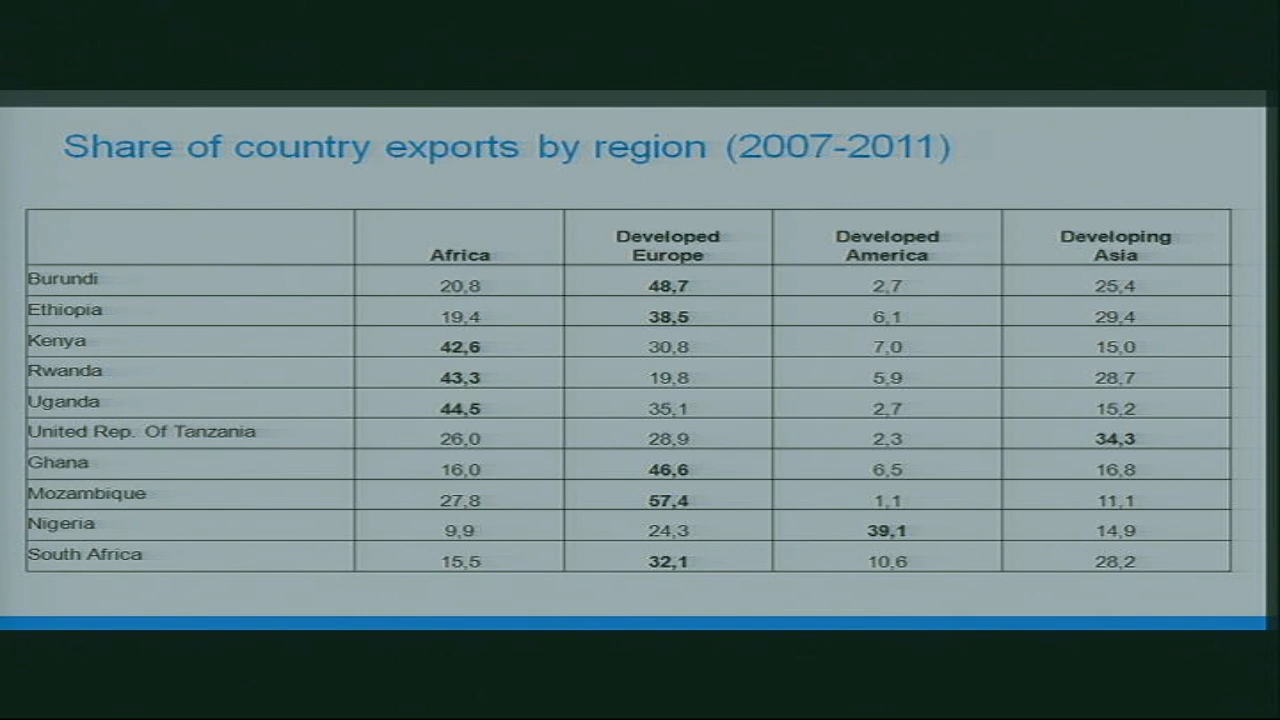 Share of country exports by region (2007-2011)
Africa Developed Europe Developed America Developing Asia
Burundi 20,8 48,7 2,7 25,4
Ethiopia 19,4 38,5 6,1 29,4
Kenya 42,6 30,8 7,0 15,0
Rwanda 43,3 19,8 5,9 28,7
Uganda 44,5 35,1 2,7 15,2
United Rep. Of Tanzania 26,0 28,9 2,3 34,3
Ghana 16,0 46,6 6,5 16,8
Mozambique 27,8 57,4 1,1 11,1
Nigeria 9,9 24,3 39,1 14,9
South Africa 15,5 32,1 10,6 28,2